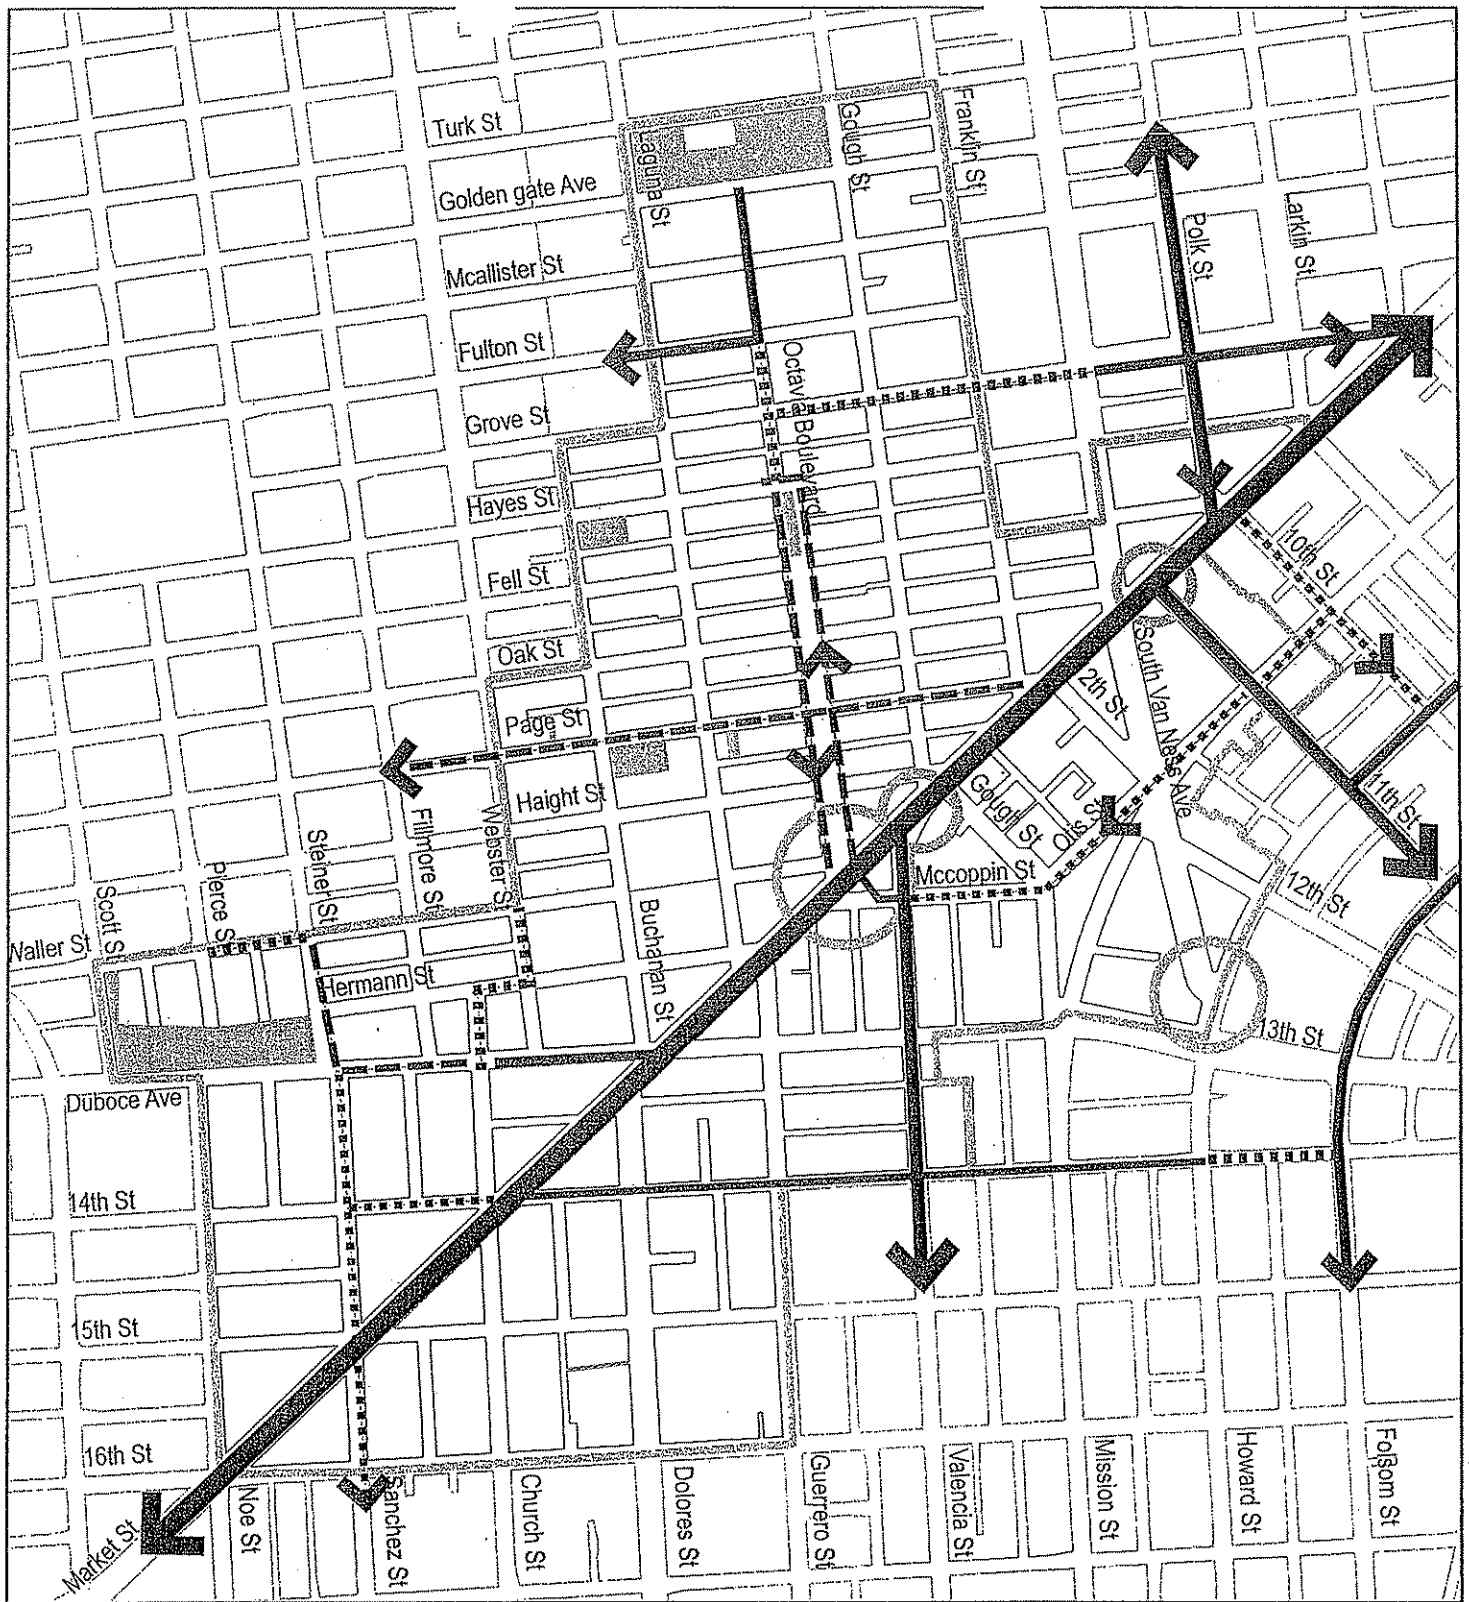 Turk St
Golden gate Ave
Mcallister St
Fulton St
Grove St
Hayes St
Fell St
Oak St
Page St
Haight St
Laguna St
Gough St
Franklin St
Polk St
Larkin St
Octavia Boulevard
10th St
South Van Ness Ave
2th St
11th St
12th St
13th St
Gough St
Otis St
Mccoppin St
Webster St
Fillmore St
Steiner St
Pierce S
Scott St
Waller St
Hermann St
Buchanan St
Duboce Ave
14th St
15th St
16th St
Market St
Noe St
Sanchez St
Church St
Dolores St
Guerrero St
Valencia St
Mission St
Howard St
Folsom St